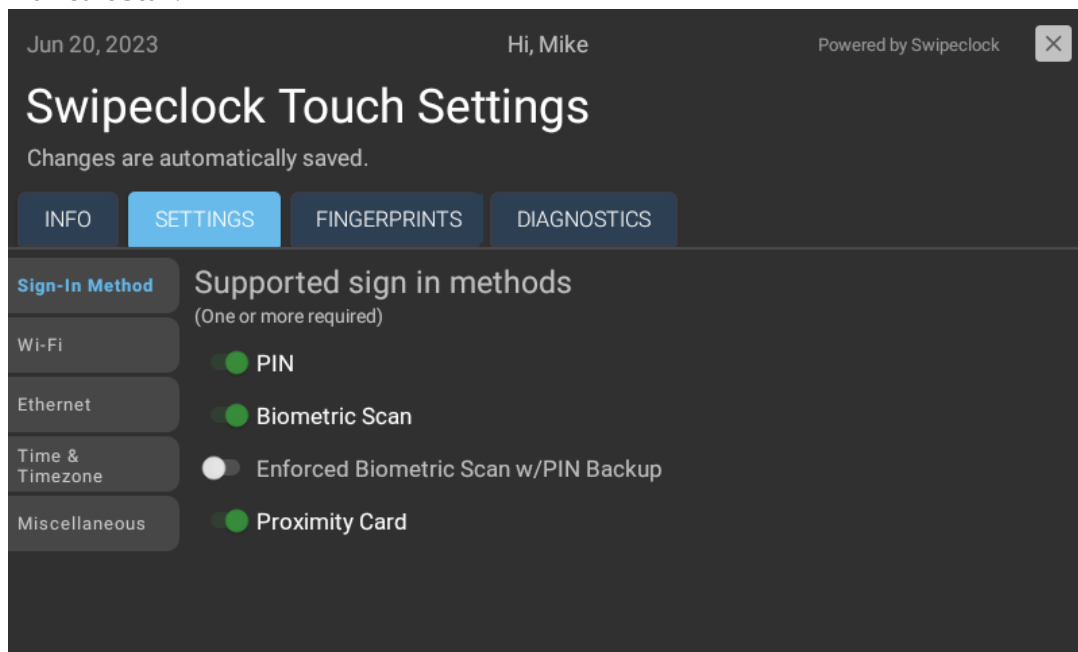 Jun 20, 2023 Hi, Mike Powered by Swipeclock
Swipeclock Touch Settings
Changes are automatically saved.
INFO SETTINGS FINGERPRINTS DIAGNOSTICS
Sign-In Method
Wi-Fi
Ethernet
Time &
Timezone
Miscellaneous
Supported sign in methods
(One or more required)
PIN
Biometric Scan
Enforced Biometric Scan w/PIN Backup
Proximity Card